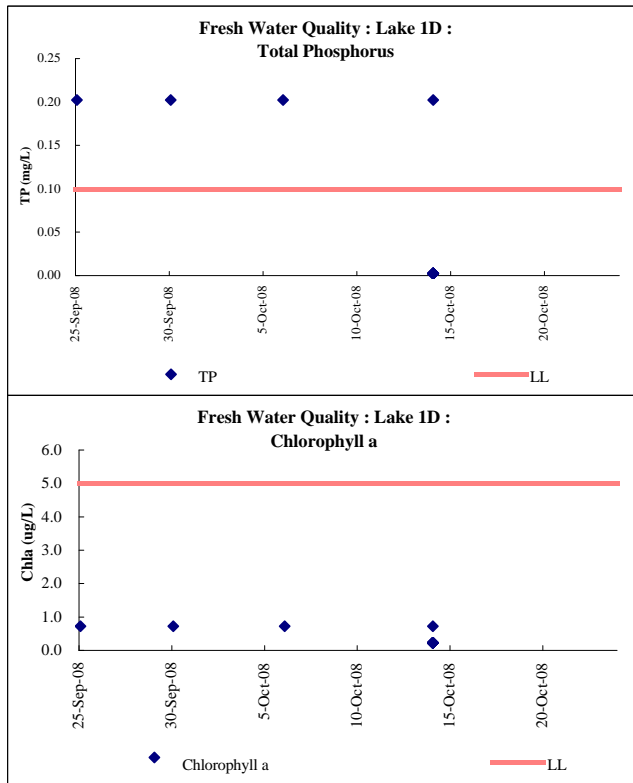 Fresh Water Quality : Lake 1D :
Total Phosphorus
0.25
0.20
0.15
0.10
0.05
0.00
TP (mg/L)
25-Sep-08
30-Sep-08
5-Oct-08
10-Oct-08
15-Oct-08
20-Oct-08
TP
LL
Fresh Water Quality : Lake 1D :
Chlorophyll a
6.0
5.0
4.0
3.0
2.0
1.0
0.0
Chla (ug/L)
25-Sep-08
30-Sep-08
5-Oct-08
10-Oct-08
15-Oct-08
20-Oct-08
Chlorophyll a
LL